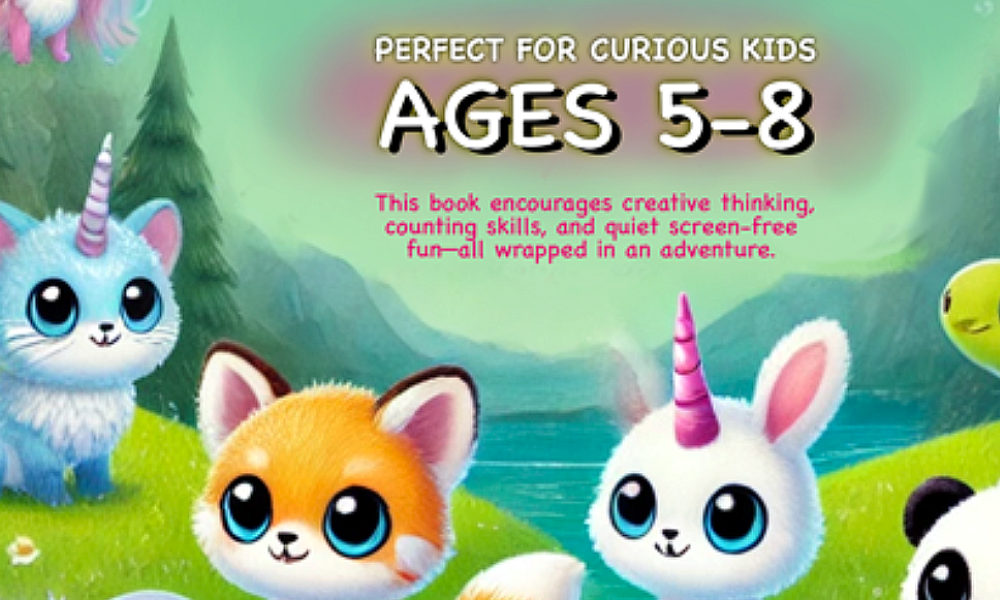 PERFECT FOR CURIOUS KIDS
AGES 5–8
This book encourages creative thinking,
counting skills, and quiet screen-free
fun—all wrapped in an adventure.